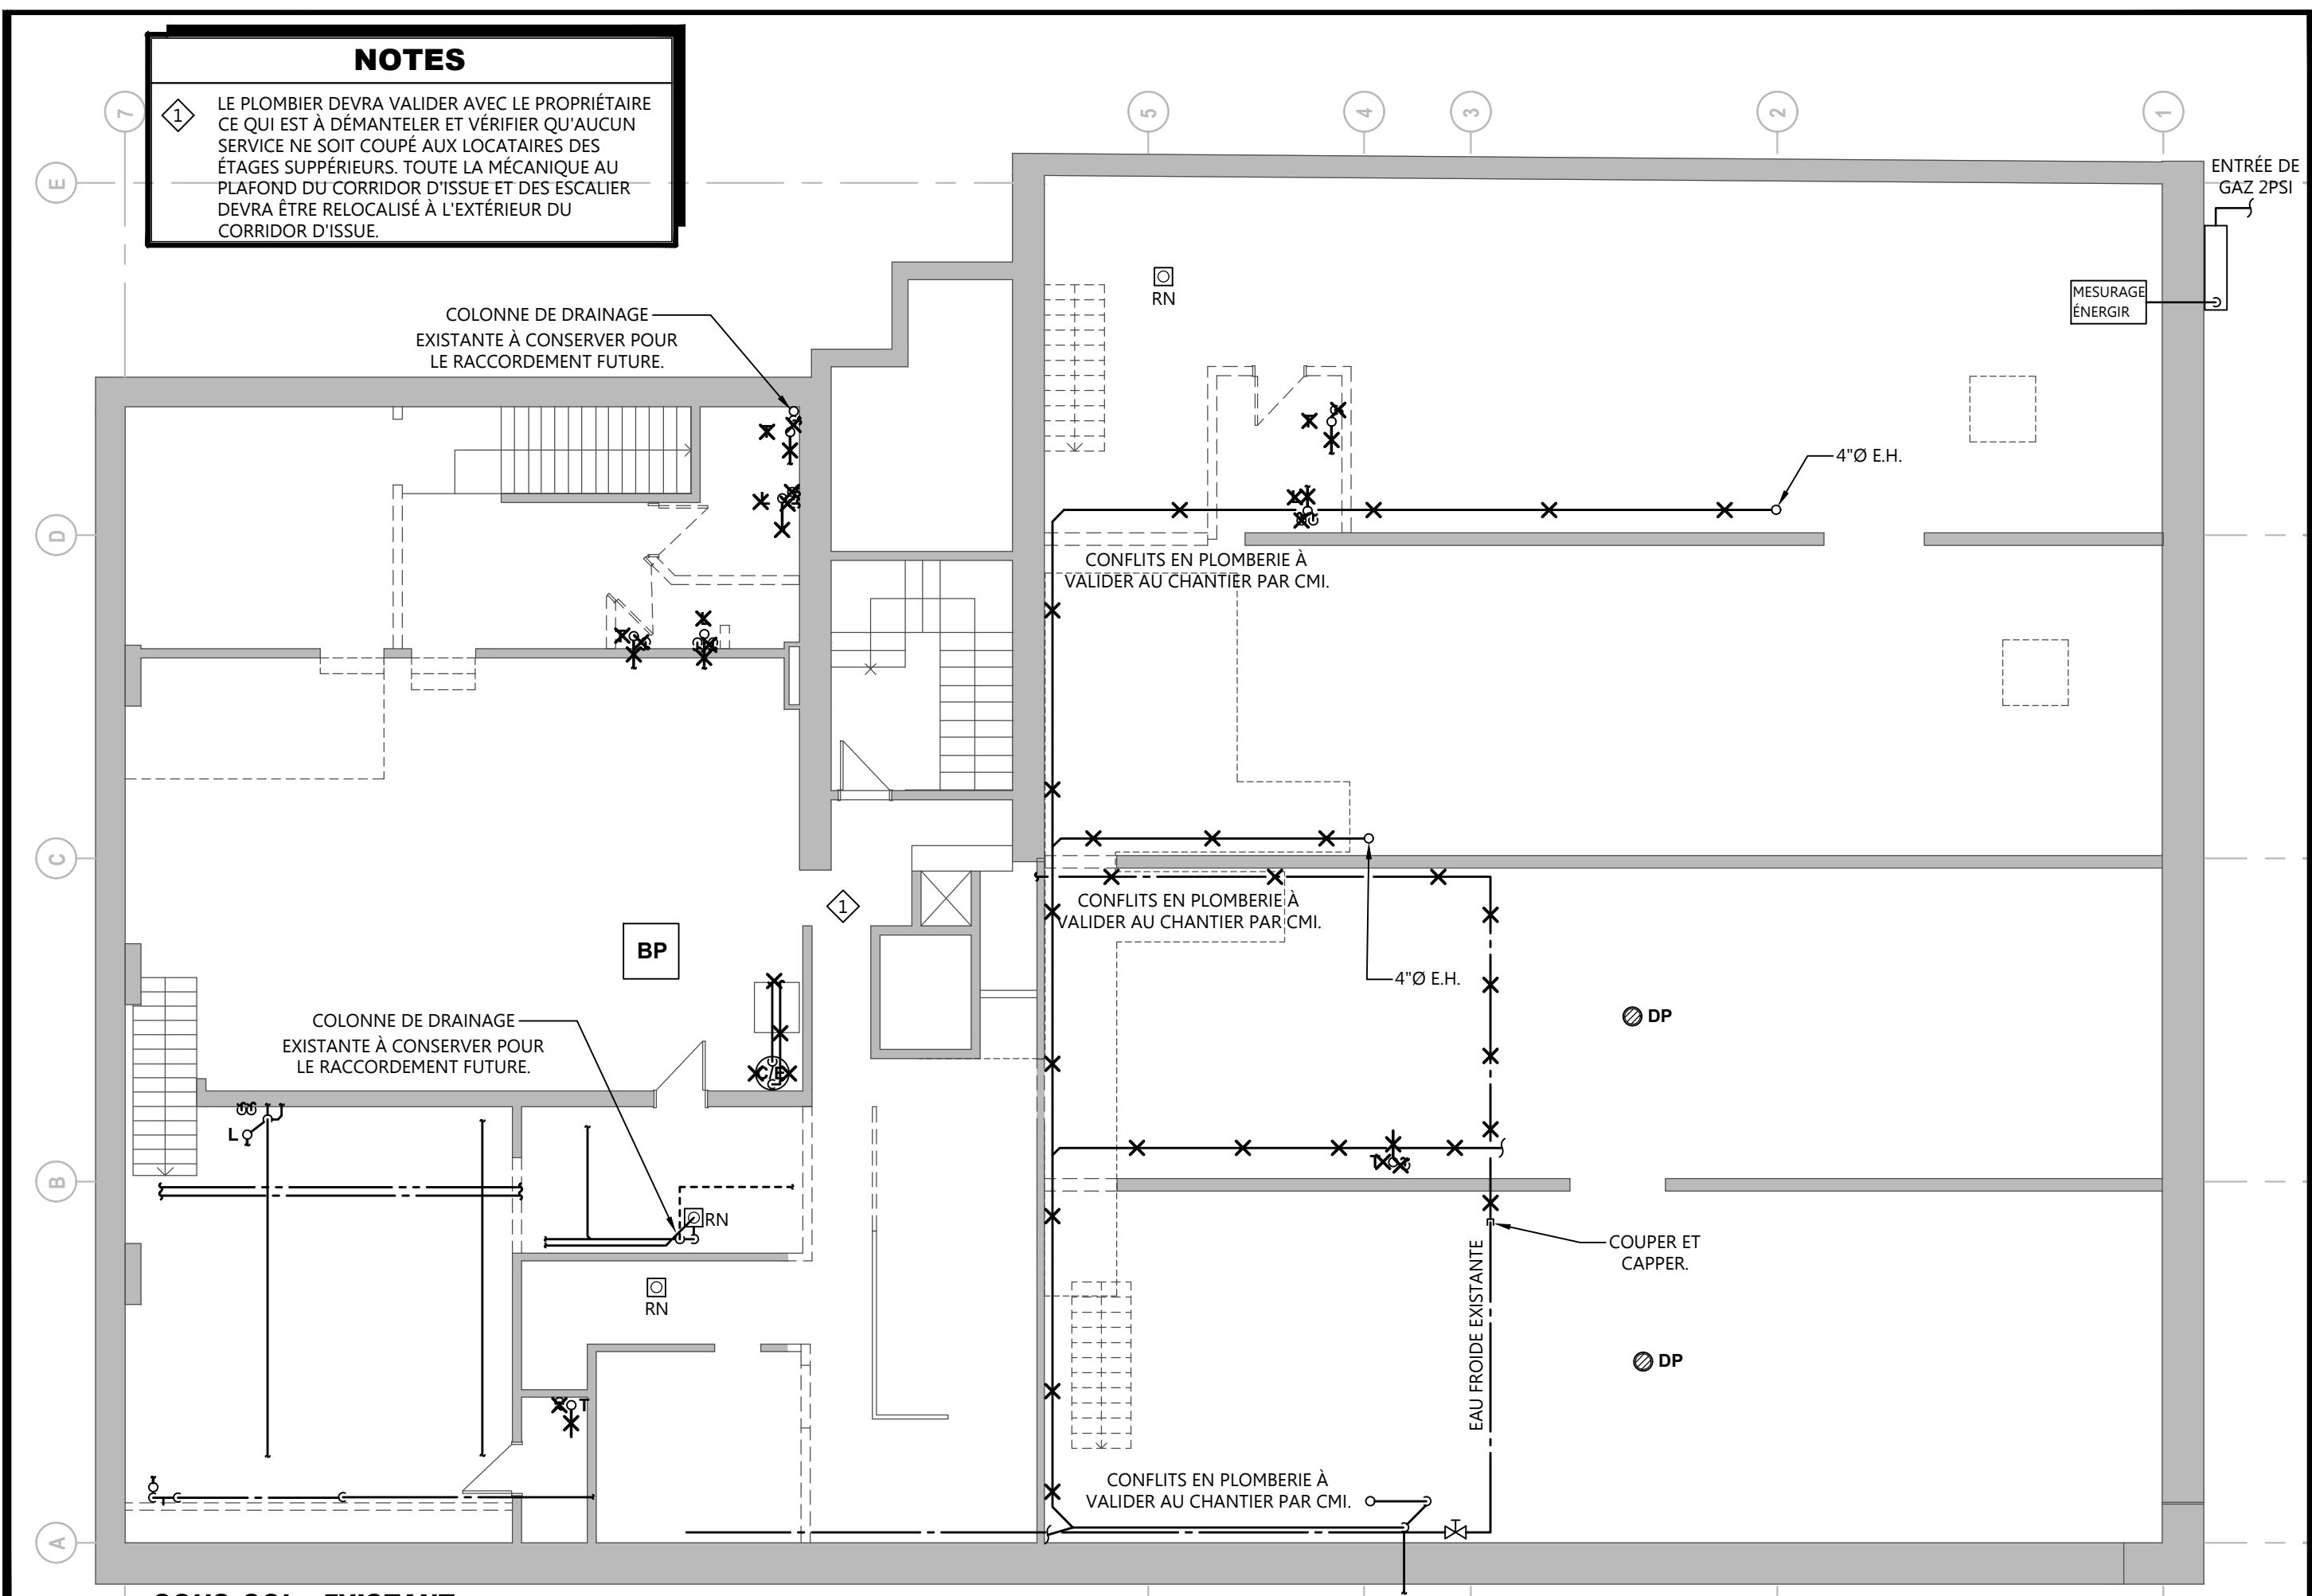 NOTES
1
LE PLOMBIER DEVRA VALIDER AVEC LE PROPRIÉTAIRE
CE QUI EST À DÉMANTELER ET VÉRIFIER QU'AUCUN
SERVICE NE SOIT COUPÉ AUX LOCATAIRES DES
ÉTAGES SUPPÉRIEURS. TOUTE LA MÉCANIQUE AU
PLAFOND DU CORRIDOR D'ISSUE ET DES ESCALIER
DEVRA ÊTRE RELOCALISÉ À L'EXTÉRIEUR DU
CORRIDOR D'ISSUE.
7
5
4
3
2
1
E
D
C
B
A
ENTRÉE DE
GAZ 2PSI
MESURAGE
ÉNERGIR
RN
COLONNE DE DRAINAGE
EXISTANTE À CONSERVER POUR
LE RACCORDEMENT FUTURE.
4"Ø E.H.
CONFLITS EN PLOMBERIE À
VALIDER AU CHANTIER PAR CMI.
CONFLITS EN PLOMBERIE À
VALIDER AU CHANTIER PAR CMI.
1
BP
4"Ø E.H.
DP
COLONNE DE DRAINAGE
EXISTANTE À CONSERVER POUR
LE RACCORDEMENT FUTURE.
L
T
RN
COUPER ET
CAPPER.
EAU FROIDE EXISTANTE
RN
DP
T
CONFLITS EN PLOMBERIE À
VALIDER AU CHANTIER PAR CMI.
SOUS-SOL - EXISTANT